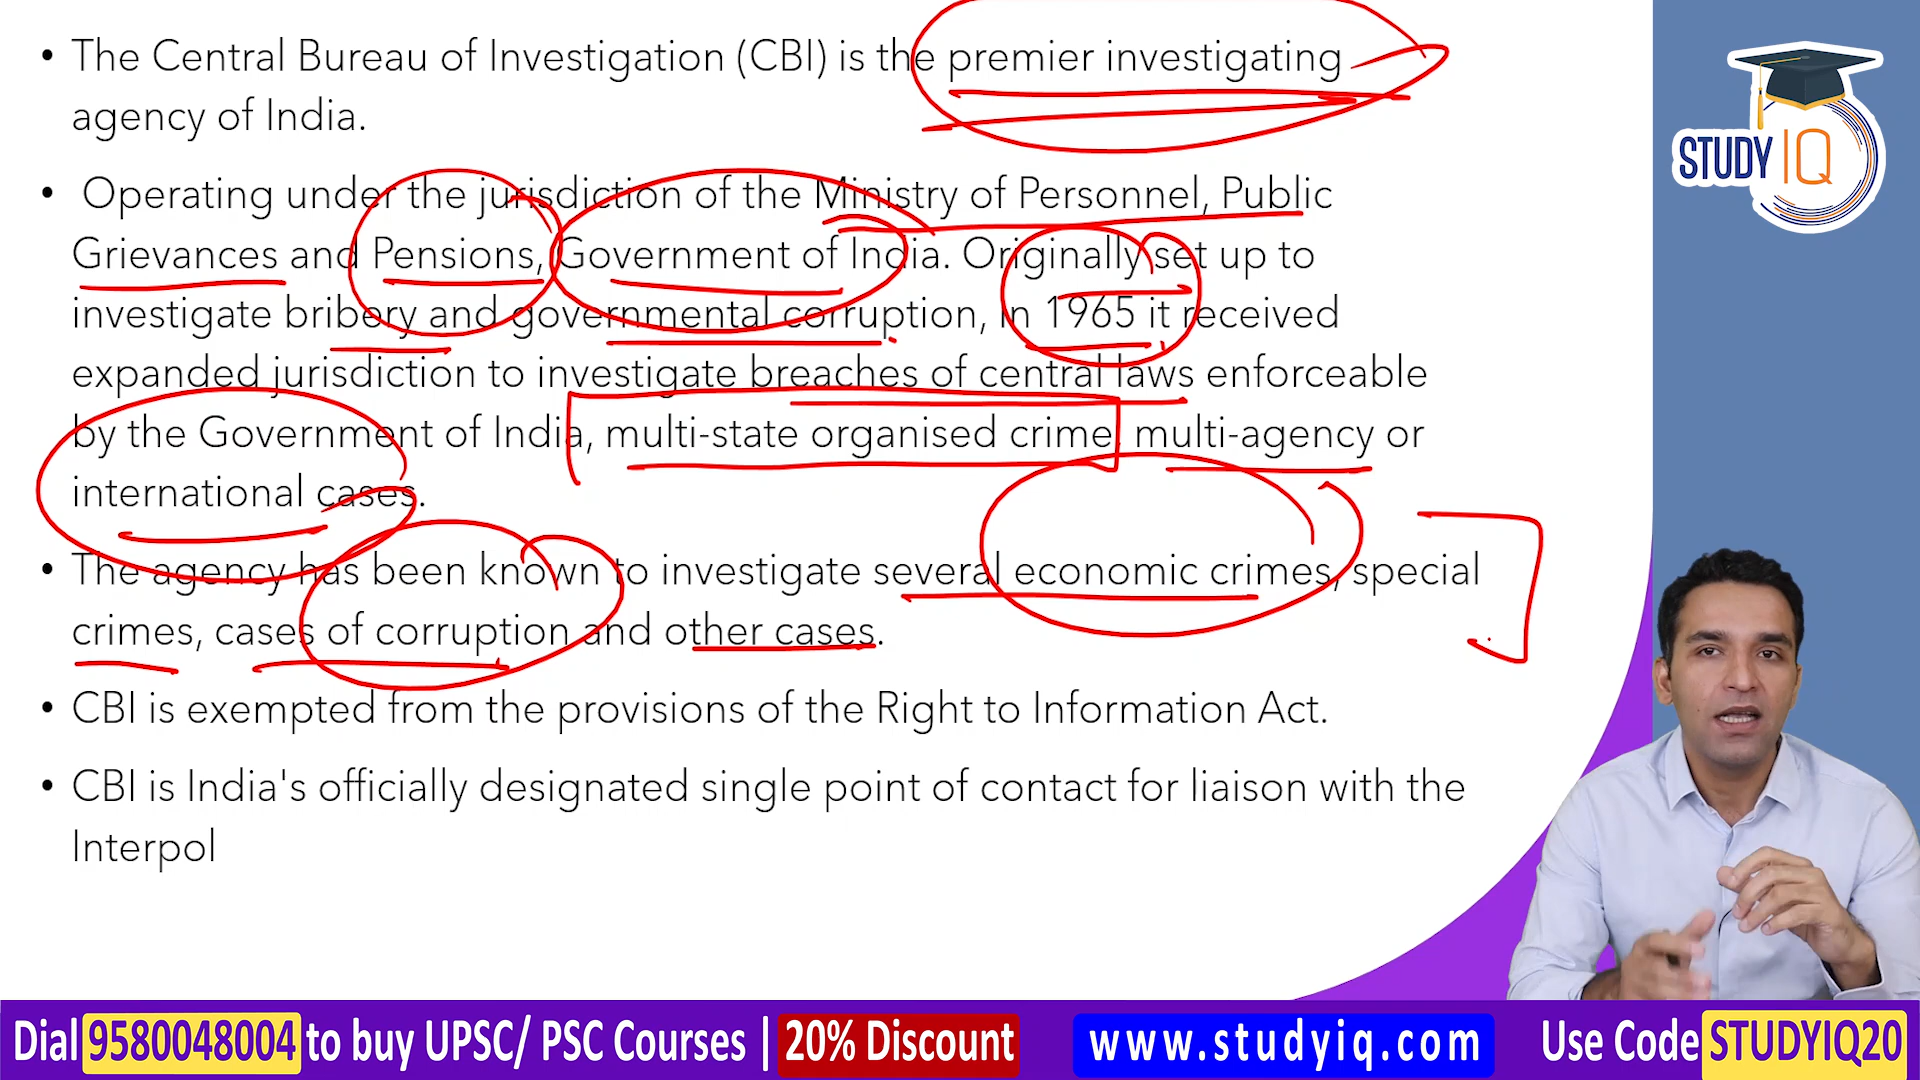 • The Central Bureau of Investigation (CBI) is the premier investigating
agency of India.
• Operating under the jurisdiction of the Ministry of Personnel, Public
Grievances and Pensions, Government of India. Originally set up to
investigate bribery and governmental corruption, in 1965 it received
expanded jurisdiction to investigate breaches of central laws enforceable
by the Government of India, multi-state organised crime, multi-agency or
international cases.
• The agency has been known to investigate several economic crimes, special
crimes, cases of corruption and other cases.
• CBI is exempted from the provisions of the Right to Information Act.
• CBI is India's officially designated single point of contact for liaison with the
Interpol
STUDY IQ
Dial 9580048004 to buy UPSC/ PSC Courses | 20% Discount www.studyiq.com Use Code STUDYIQ20